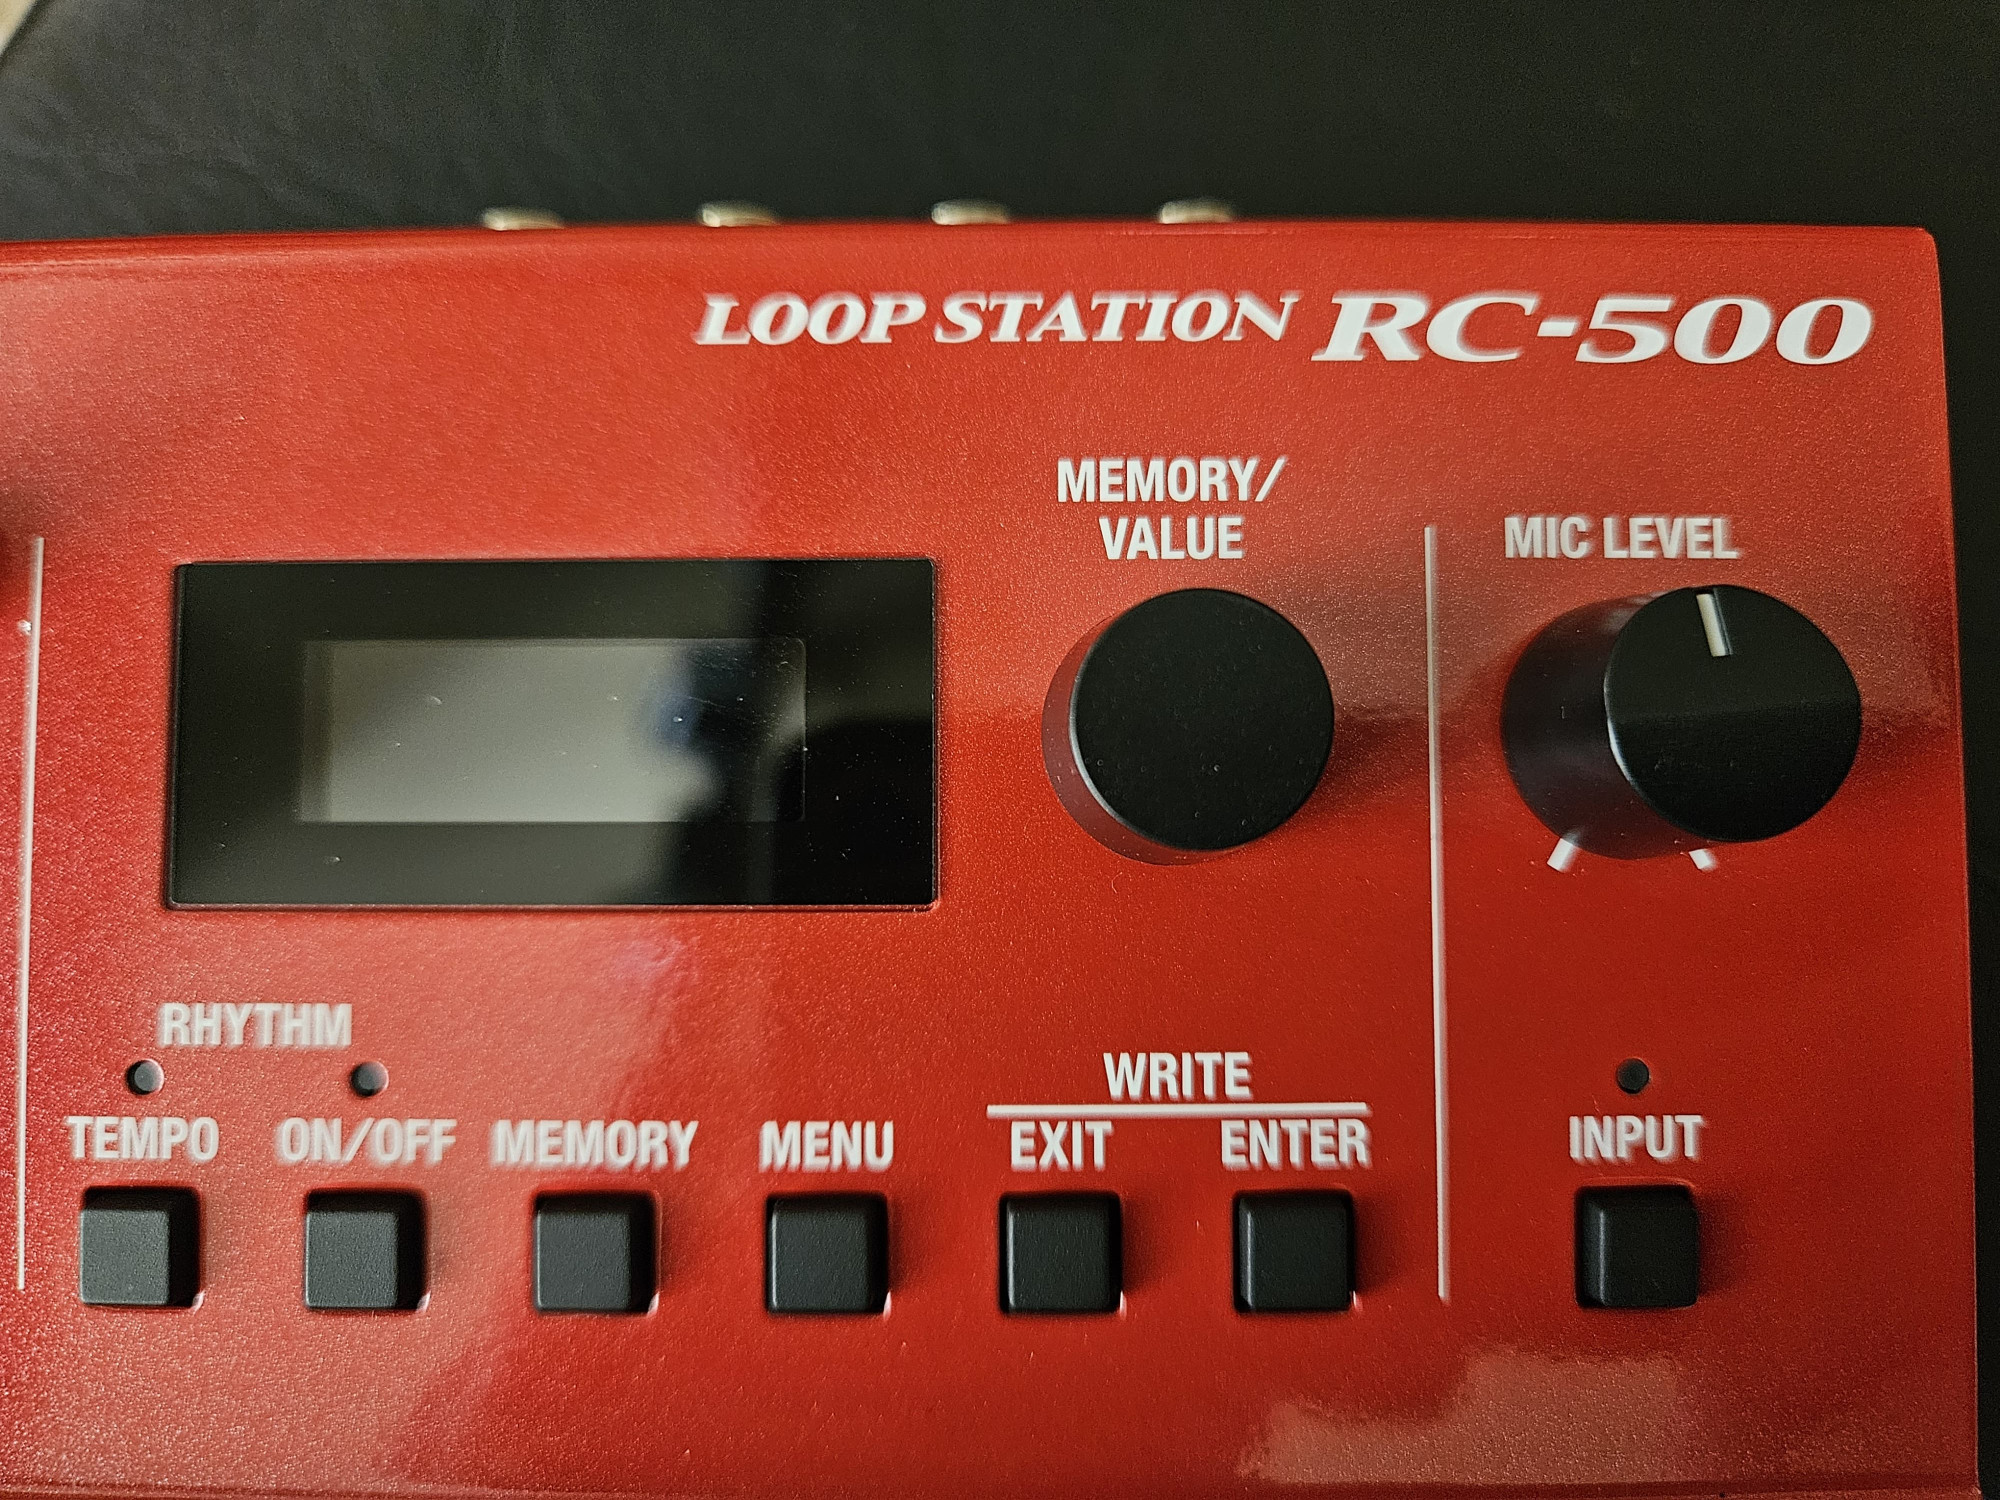 LOOP STATION RC-500
MEMORY/
VALUE
MIC LEVEL
RHYTHM
WRITE
TEMPO ON/OFF MEMORY MENU EXIT ENTER INPUT